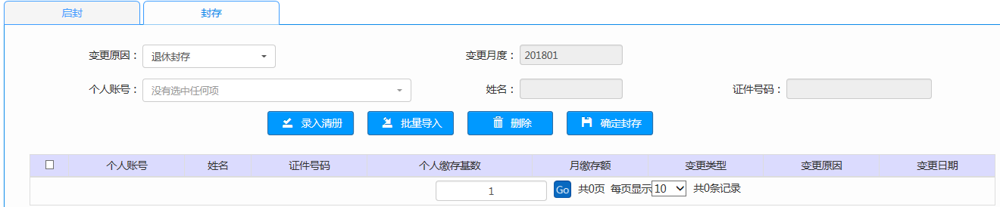 启封 封存
变更原因： 退休封存 变更月度： 201801
个人账号： 没有选中任何项 姓名： 证件号码：
录入清册 批量导入 删除 确定封存
个人账号 姓名 证件号码 个人缴存基数 月缴存额 变更类型 变更原因 变更日期
1 Go 共0页 每页显示 10 共0条记录